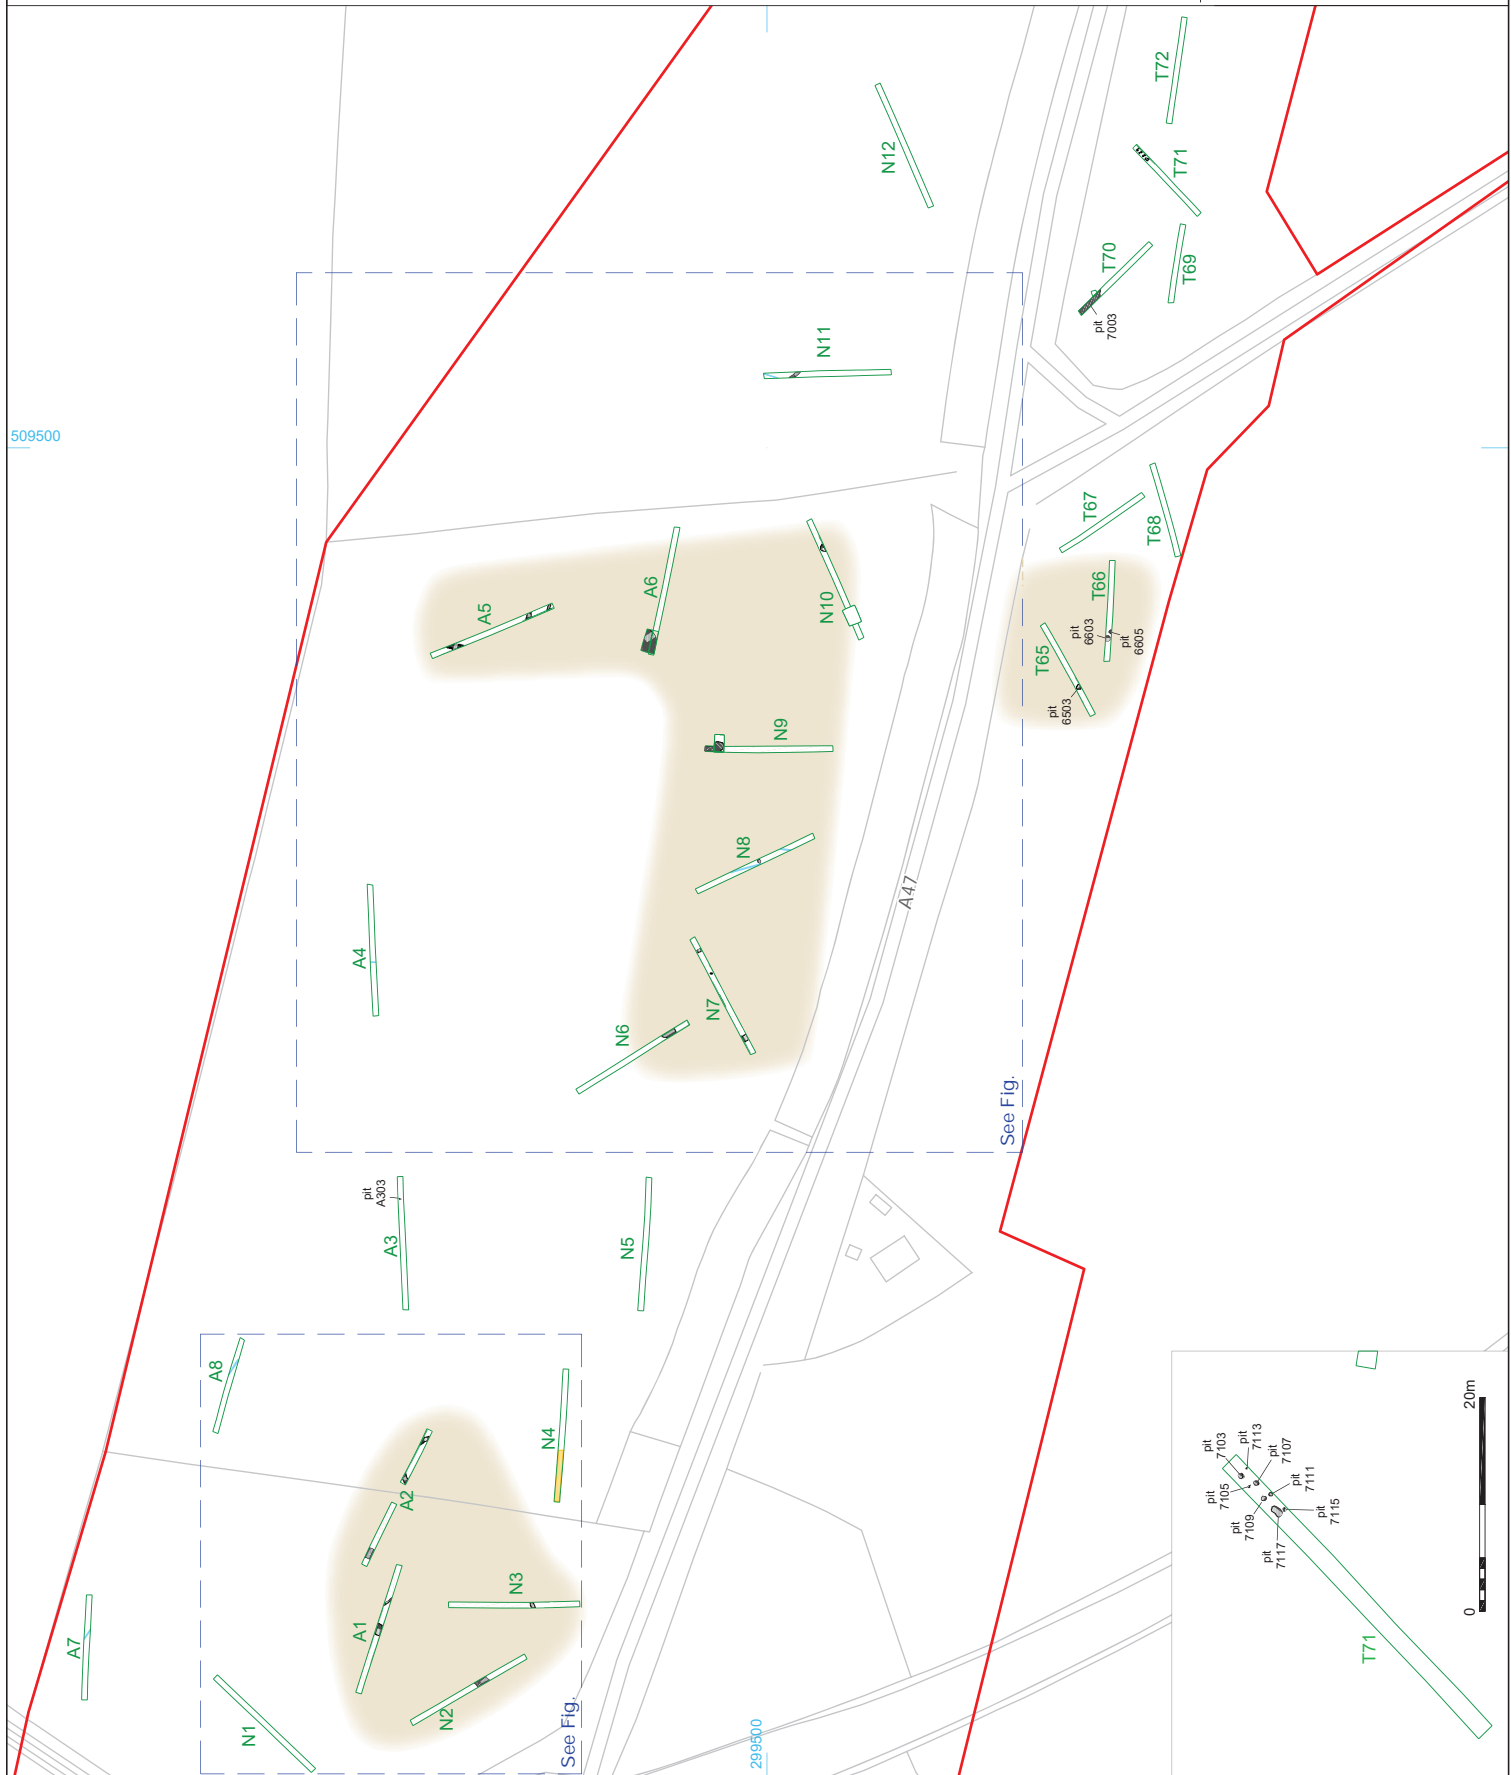 T72
T71
N12
T70
T69
pit
7003
N11
509500
T67
T68
A5
A6
N10
T66
pit
6603
pit
6605
T65
pit
6503
N9
N8
A47
A4
N7
N6
See Fig.
pit
A303
A3
N5
A8
N4
A2
N3
A1
A7
N2
N1
See Fig.
299500
pit
7103
pit
7113
pit
7105
pit
7107
pit
7109
pit
7111
pit
7117
pit
7115
T71
0
20m